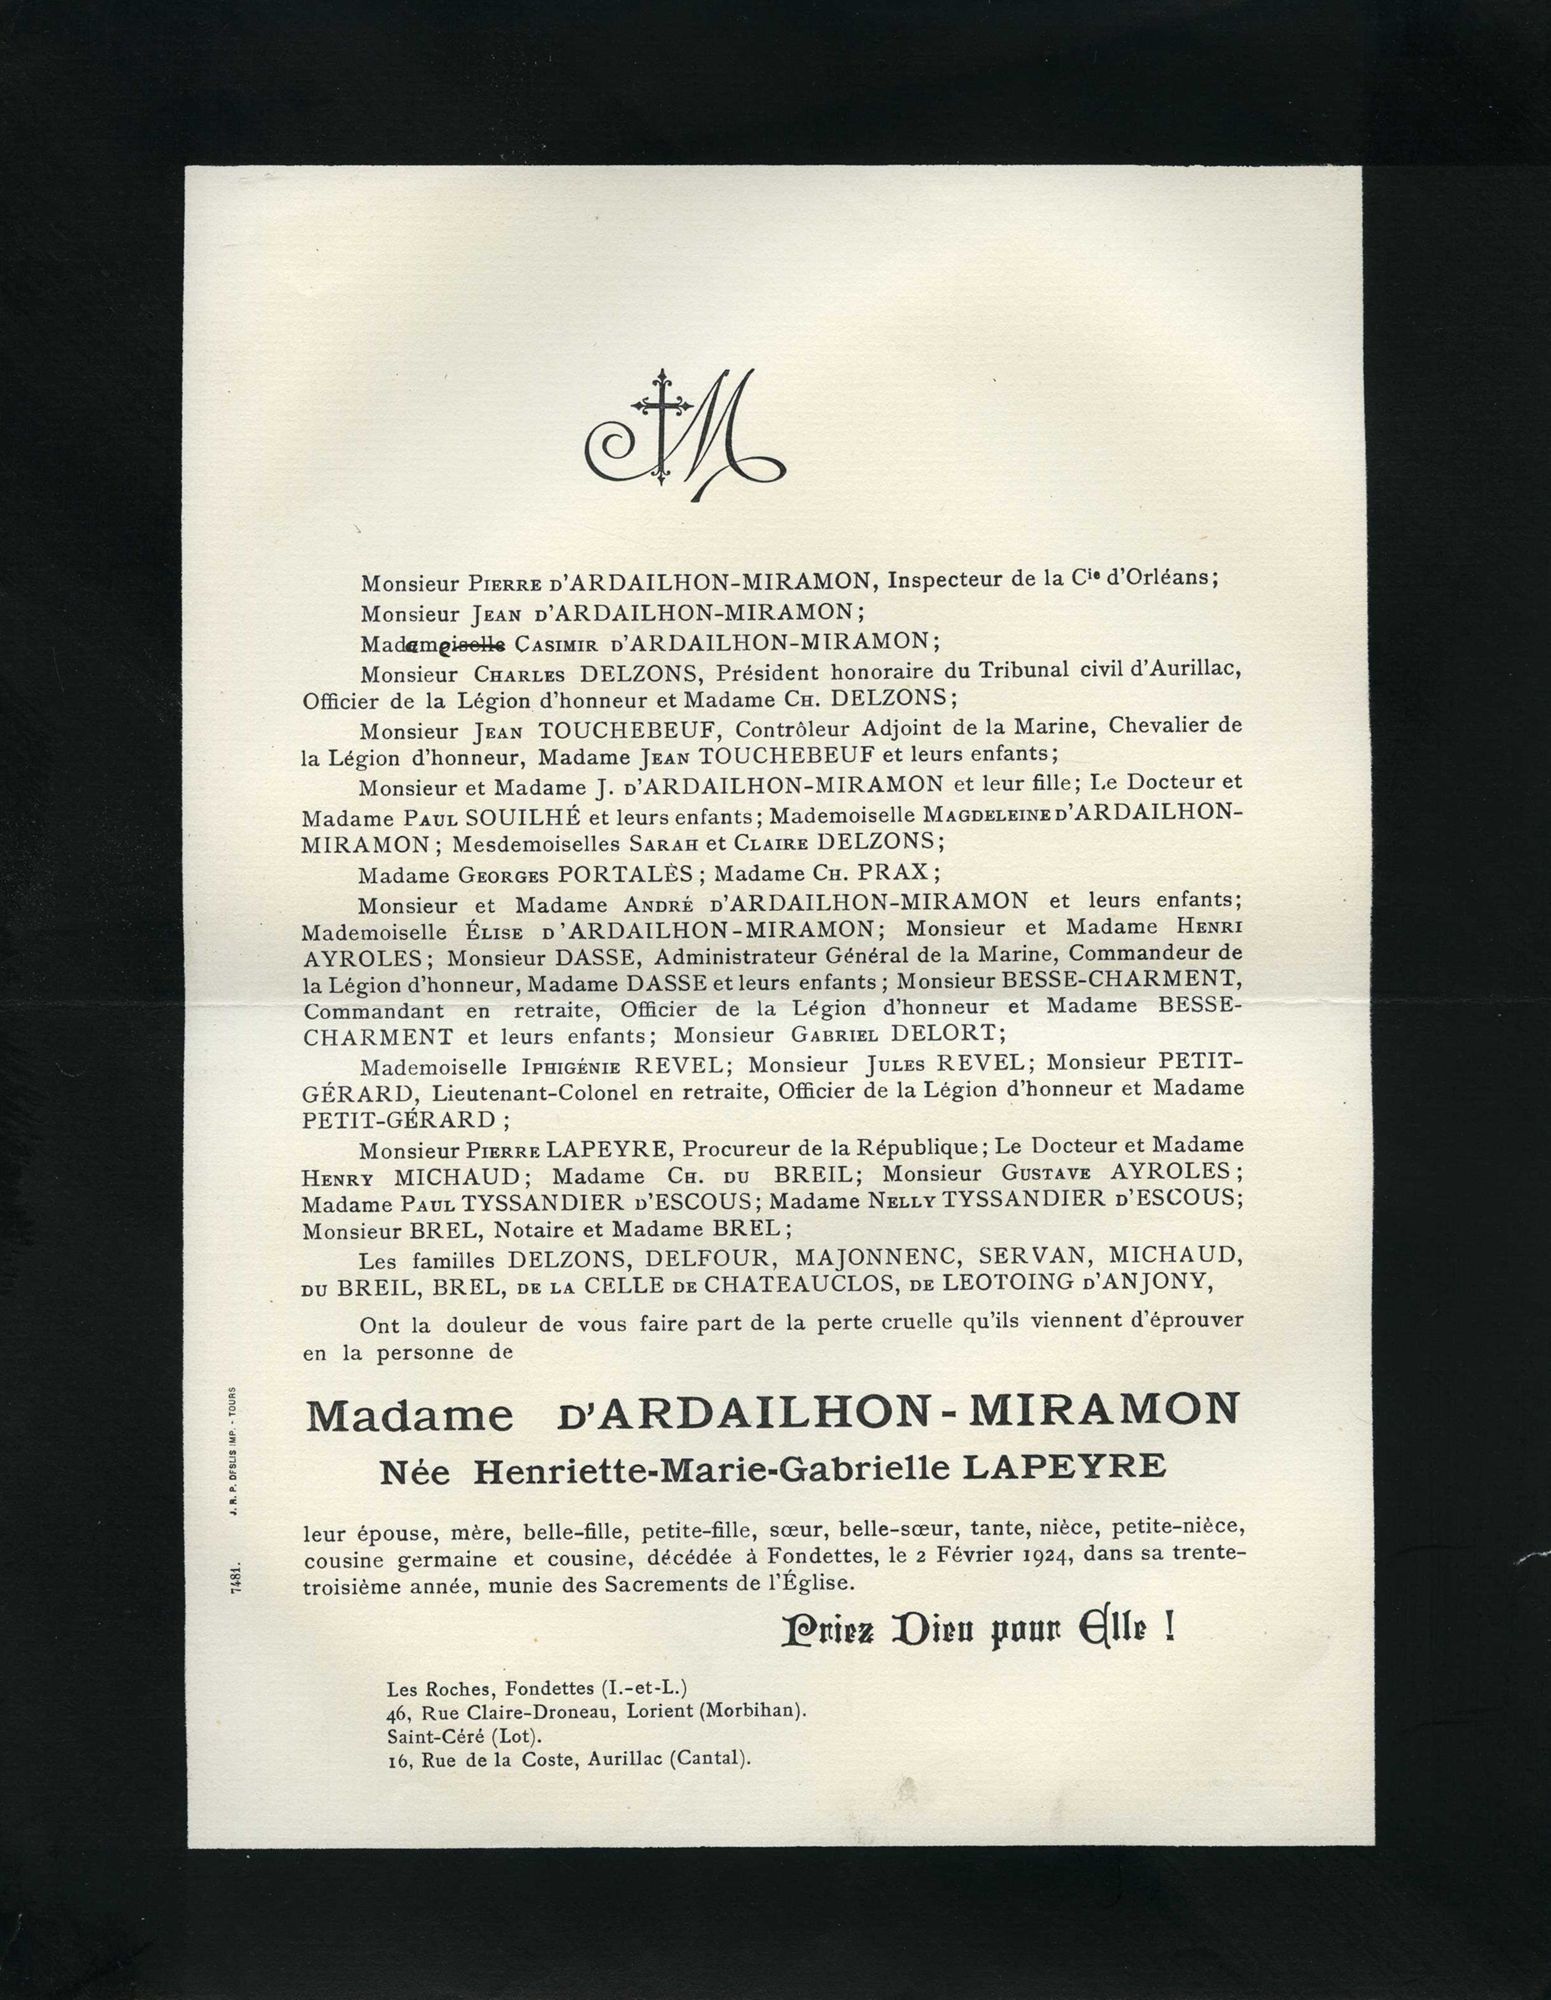 M
Monsieur PIERRE D'ARDAILHON-MIRAMON, Inspecteur de la Cie d'Orléans;
Monsieur JEAN D'ARDAILHON-MIRAMON;
Madame CASIMIR D'ARDAILHON-MIRAMON;
Monsieur CHARLES DELZONS, Président honoraire du Tribunal civil d'Aurillac,
Officier de la Légion d'honneur et Madame CH. DELZONS;
Monsieur JEAN TOUCHEBEUF, Contrôleur Adjoint de la Marine, Chevalier de
la Légion d'honneur, Madame JEAN TOUCHEBEUF et leurs enfants;
Monsieur et Madame J. D'ARDAILHON-MIRAMON et leur fille; Le Docteur et
Madame PAUL SOUILHÉ et leurs enfants; Mademoiselle MAGDELEINE D'ARDAILHON-
MIRAMON; Mesdemoiselles SARAH et CLAIRE DELZONS;
Madame GEORGES PORTALÈS; Madame CH. PRAX;
Monsieur et Madame ANDRÉ D'ARDAILHON-MIRAMON et leurs enfants;
Mademoiselle ÉLISE D'ARDAILHON-MIRAMON; Monsieur et Madame HENRI
AYROLES; Monsieur DASSE, Administrateur Général de la Marine, Commandeur de
la Légion d'honneur, Madame DASSE et leurs enfants; Monsieur BESSE-CHARMENT,
Commandant en retraite, Officier de la Légion d'honneur et Madame BESSE-
CHARMENT et leurs enfants; Monsieur GABRIEL DELORT;
Mademoiselle IPHIGÉNIE REVEL; Monsieur JULES REVEL; Monsieur PETIT-
GÉRARD, Lieutenant-Colonel en retraite, Officier de la Légion d'honneur et Madame
PETIT-GÉRARD;
Monsieur PIERRE LAPEYRE, Procureur de la République; Le Docteur et Madame
HENRY MICHAUD; Madame CH. DU BREIL; Monsieur GUSTAVE AYROLES;
Madame PAUL TYSSANDIER D'ESCOUS; Madame NELLY TYSSANDIER D'ESCOUS;
Monsieur BREL, Notaire et Madame BREL;
Les familles DELZONS, DELFOUR, MAJONNENC, SERVAN, MICHAUD,
DU BREIL, BREL, DE LA CELLE DE CHATEAUCLOS, DE LEOTOING D'ANJONY,
Ont la douleur de vous faire part de la perte cruelle qu'ils viennent d'éprouver
en la personne de
Madame D'ARDAILHON-MIRAMON
Née Henriette-Marie-Gabrielle LAPEYRE
leur épouse, mère, belle-fille, petite-fille, sœur, belle-sœur, tante, nièce, petite-nièce,
cousine germaine et cousine, décédée à Fondettes, le 2 Février 1924, dans sa trente-
troisième année, munie des Sacrements de l'Église.
Priez Dieu pour Elle !
Les Roches, Fondettes (I.-et-L.)
46, Rue Claire-Droneau, Lorient (Morbihan).
Saint-Céré (Lot).
16, Rue de la Coste, Aurillac (Cantal).
7481. J. R. P. DESLIS IMP. - TOURS